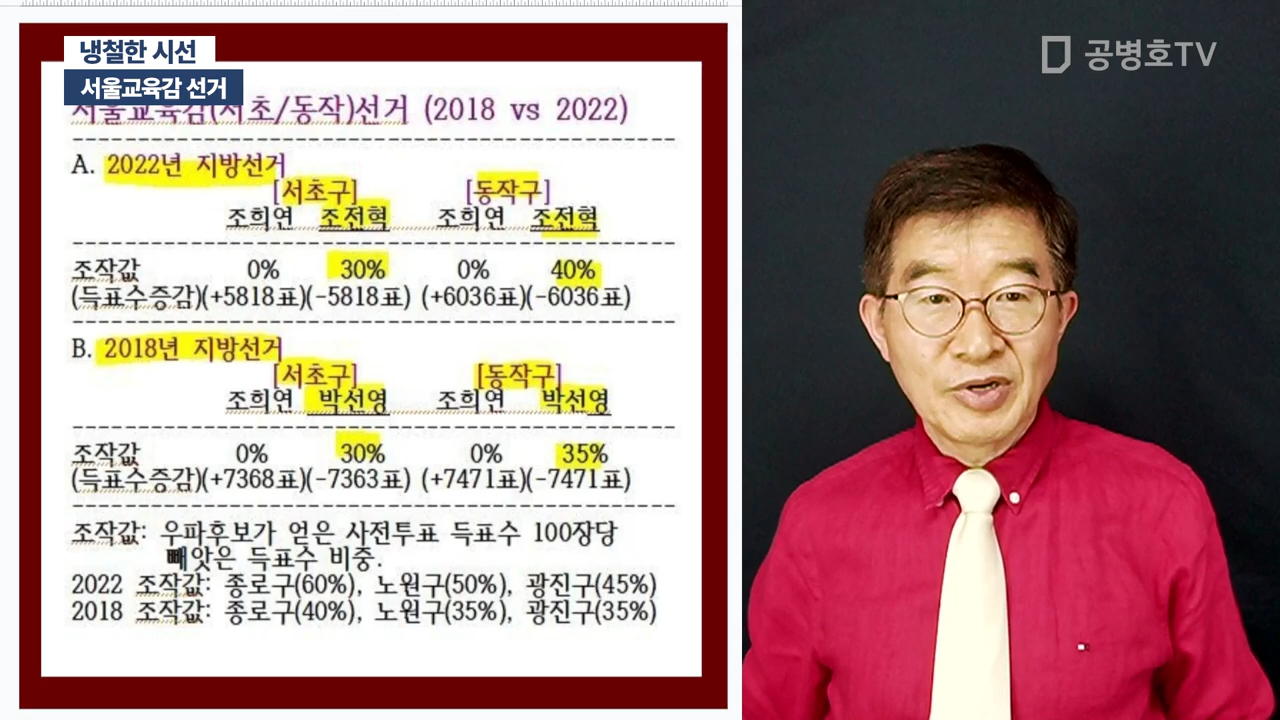 냉철한 시선
서울교육감 선거
공병호TV
서울교육감(서초/동작)선거 (2018 vs 2022)
A. 2022년 지방선거
[서초구] [동작구]
조희연 조전혁 조희연 조전혁
조작값 0% 30% 0% 40%
(득표수증감)(+5818표)(-5818표) (+6036표)(-6036표)
B. 2018년 지방선거
[서초구] [동작구]
조희연 박선영 조희연 박선영
조작값 0% 30% 0% 35%
(득표수증감)(+7368표)(-7363표) (+7471표)(-7471표)
조작값: 우파후보가 얻은 사전투표 득표수 100장당
빼앗은 득표수 비중.
2022 조작값: 종로구(60%), 노원구(50%), 광진구(45%)
2018 조작값: 종로구(40%), 노원구(35%), 광진구(35%)